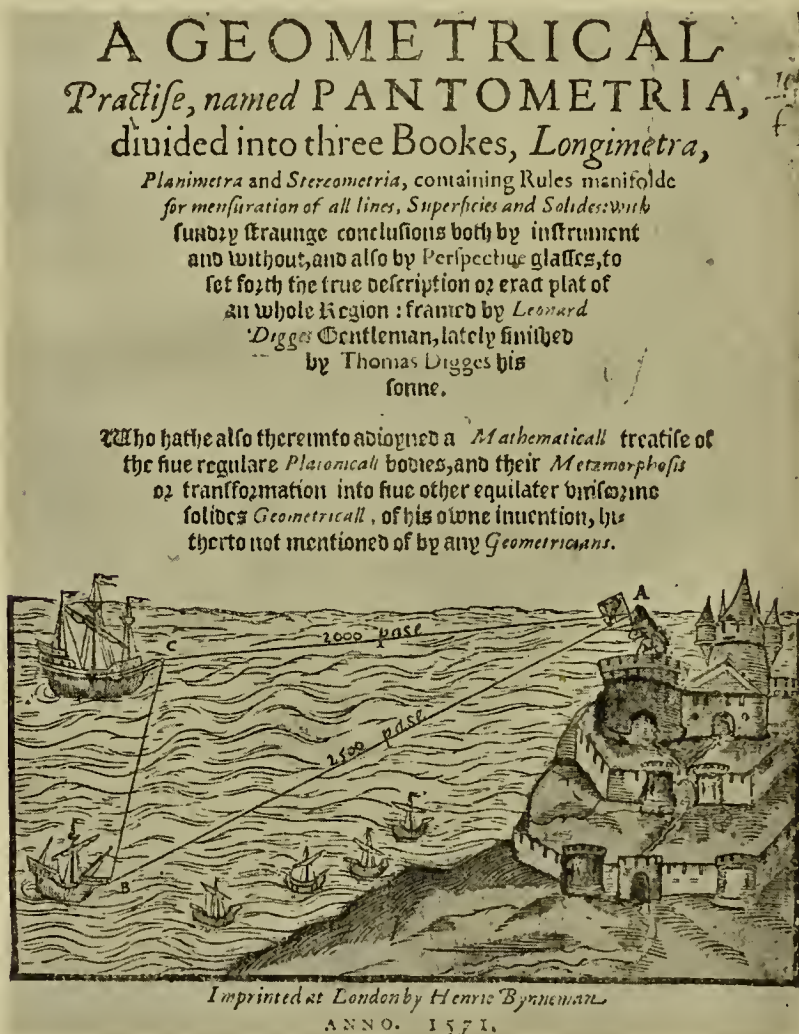 A GEOMETRICAL
Practise, named PANTOMETRIA,
diuided into three Bookes, Longimetra,
Planimetra and Stereometria, containing Rules manifolde
for mensuration of all lines, Superficies and Solides: with
sundry straunge conclusions both by instrument
and without, and also by Perspectiue glasses, to
set forth the true description or exact plat of
an whole Region: framed by Leonard
Digges Gentleman, lately finished
by Thomas Digges his
sonne.
Who hathe also thereunto adioyned a Mathematicall treatise of
the fiue regulare Platonicall bodies, and their Metamorphosis
or transformation into fiue other equilater vniforme
solides Geometricall, of his owne inuention, hi-
therto not mentioned of by any Geometricians.
A
C
2000 pase
2500 pase
B
Imprinted at London by Henrie Bynneman
ANNO. 1571.